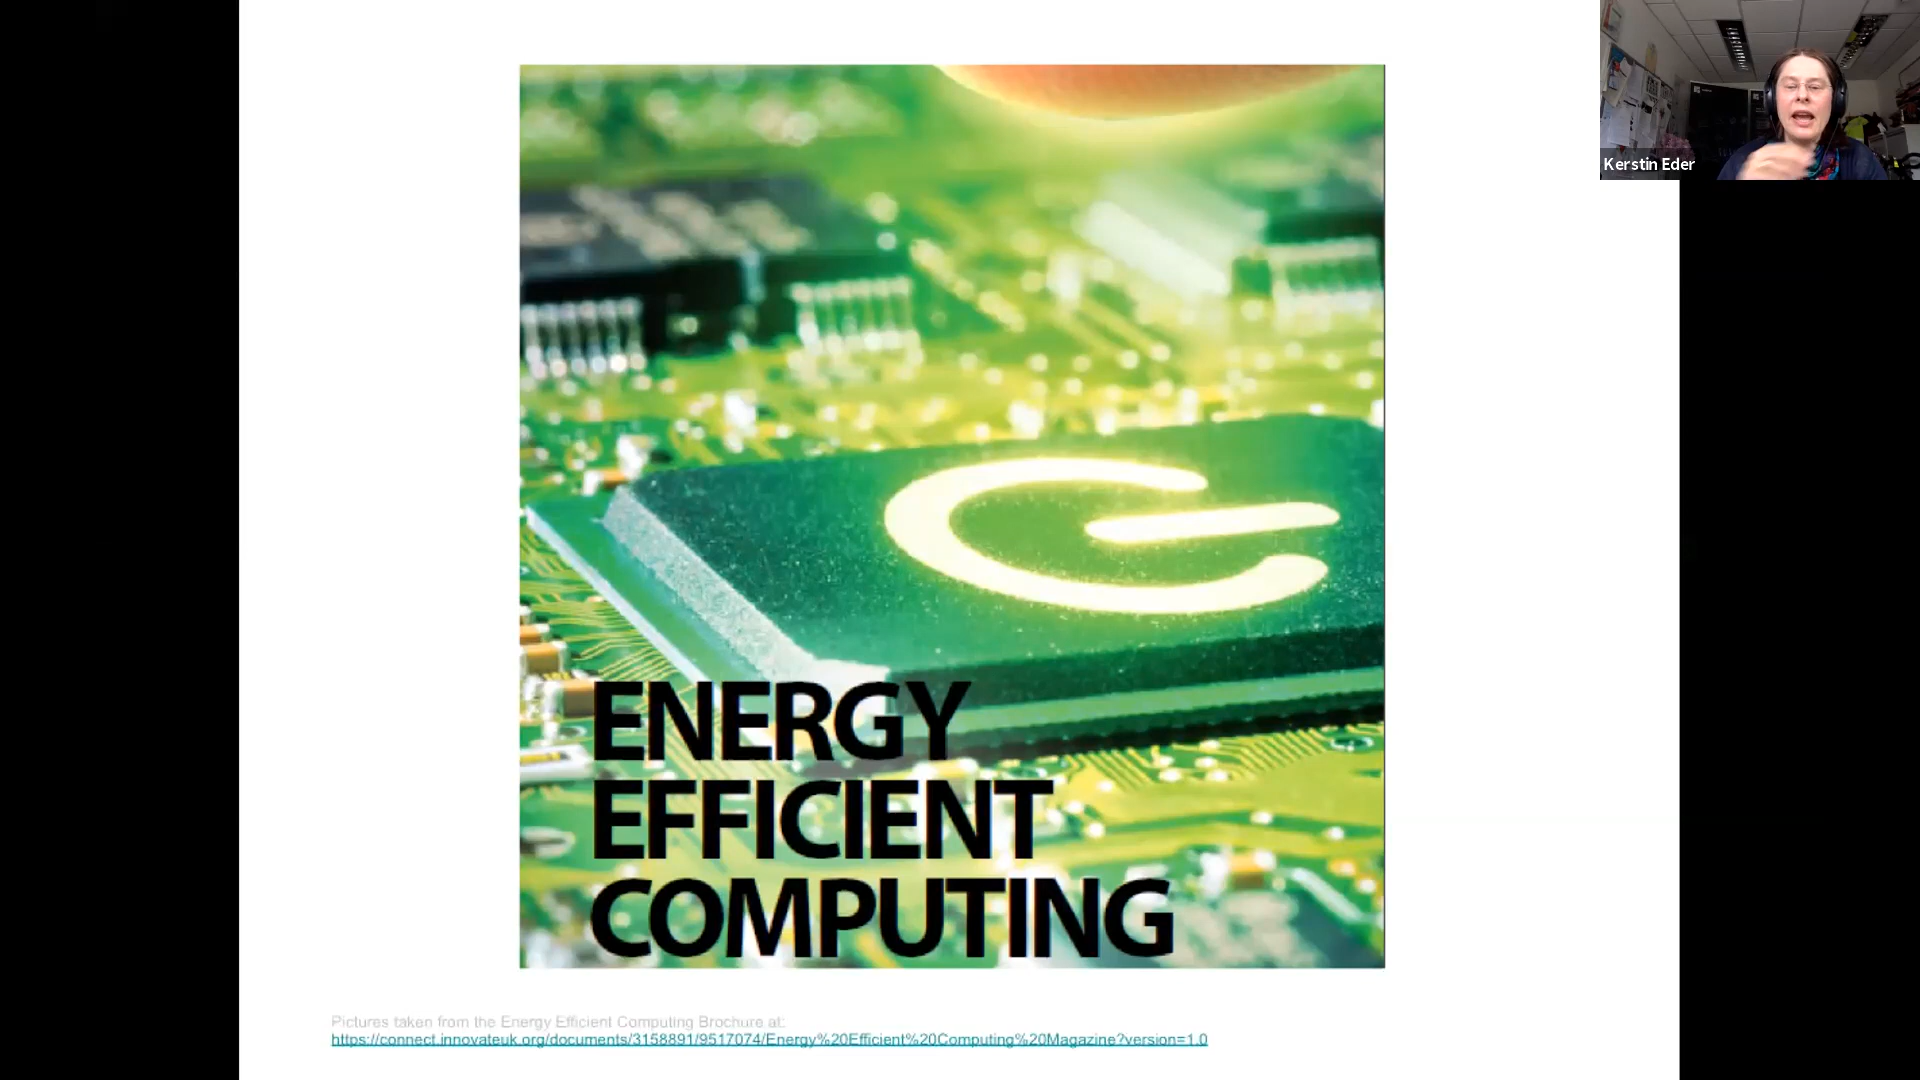 Kerstin Eder
ENERGY
EFFICIENT
COMPUTING
Pictures taken from the Energy Efficient Computing Brochure at:
https://connect.innovateuk.org/documents/3158891/9517074/Energy%20Efficient%20Computing%20Magazine?version=1.0